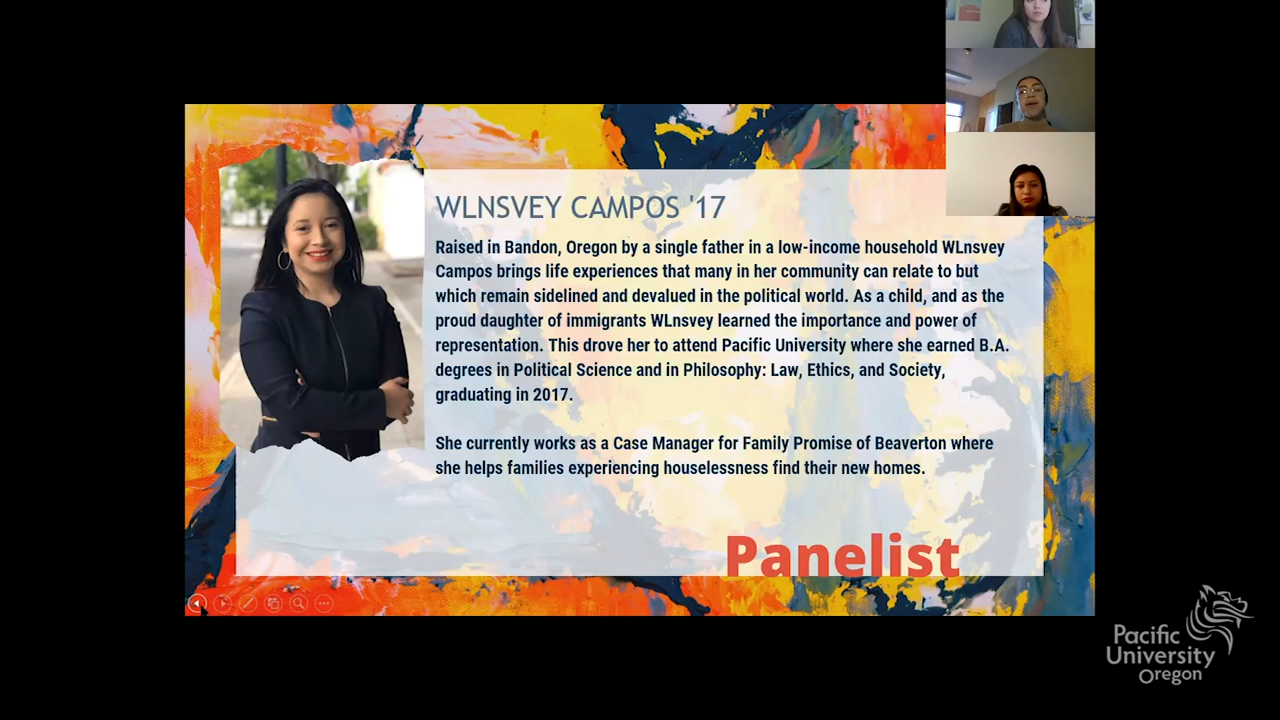 WLNSVEY CAMPOS '17
Raised in Bandon, Oregon by a single father in a low-income household WLnsvey
Campos brings life experiences that many in her community can relate to but
which remain sidelined and devalued in the political world. As a child, and as the
proud daughter of immigrants WLnsvey learned the importance and power of
representation. This drove her to attend Pacific University where she earned B.A.
degrees in Political Science and in Philosophy: Law, Ethics, and Society,
graduating in 2017.
She currently works as a Case Manager for Family Promise of Beaverton where
she helps families experiencing houselessness find their new homes.
Panelist
Pacific
University
Oregon